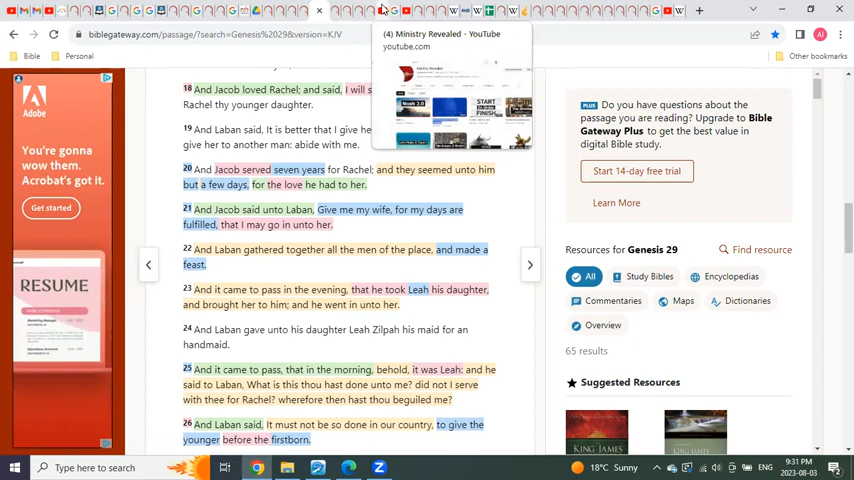 biblegateway.com/passage/?search=Genesis%2029&version=KJV
(4) Ministry Revealed - YouTube
youtube.com
Noah 2.0
START
FINISH
Bible
Personal
Other bookmarks
Adobe
You're gonna
wow them.
Acrobat's got it.
Get started
RESUME
18 And Jacob loved Rachel; and said, I will s
Rachel thy younger daughter.
19 And Laban said, It is better that I give he
give her to another man: abide with me.
20 And Jacob served seven years for Rachel; and they seemed unto him
but a few days, for the love he had to her.
21 And Jacob said unto Laban, Give me my wife, for my days are
fulfilled, that I may go in unto her.
22 And Laban gathered together all the men of the place, and made a
feast.
23 And it came to pass in the evening, that he took Leah his daughter,
and brought her to him; and he went in unto her.
24 And Laban gave unto his daughter Leah Zilpah his maid for an
handmaid.
25 And it came to pass, that in the morning, behold, it was Leah: and he
said to Laban, What is this thou hast done unto me? did not I serve
with thee for Rachel? wherefore then hast thou beguiled me?
26 And Laban said, It must not be so done in our country, to give the
younger before the firstborn.
PLUS Do you have questions about the
passage you are reading? Upgrade to Bible
Gateway Plus to get the best value in
digital Bible study.
Start 14-day free trial
Learn More
Resources for Genesis 29
Find resource
All
Study Bibles
Encyclopedias
Commentaries
Maps
Dictionaries
Overview
65 results
Suggested Resources
KING JAMES
Type here to search
18°C Sunny
ENG
9:31 PM
2023-08-03